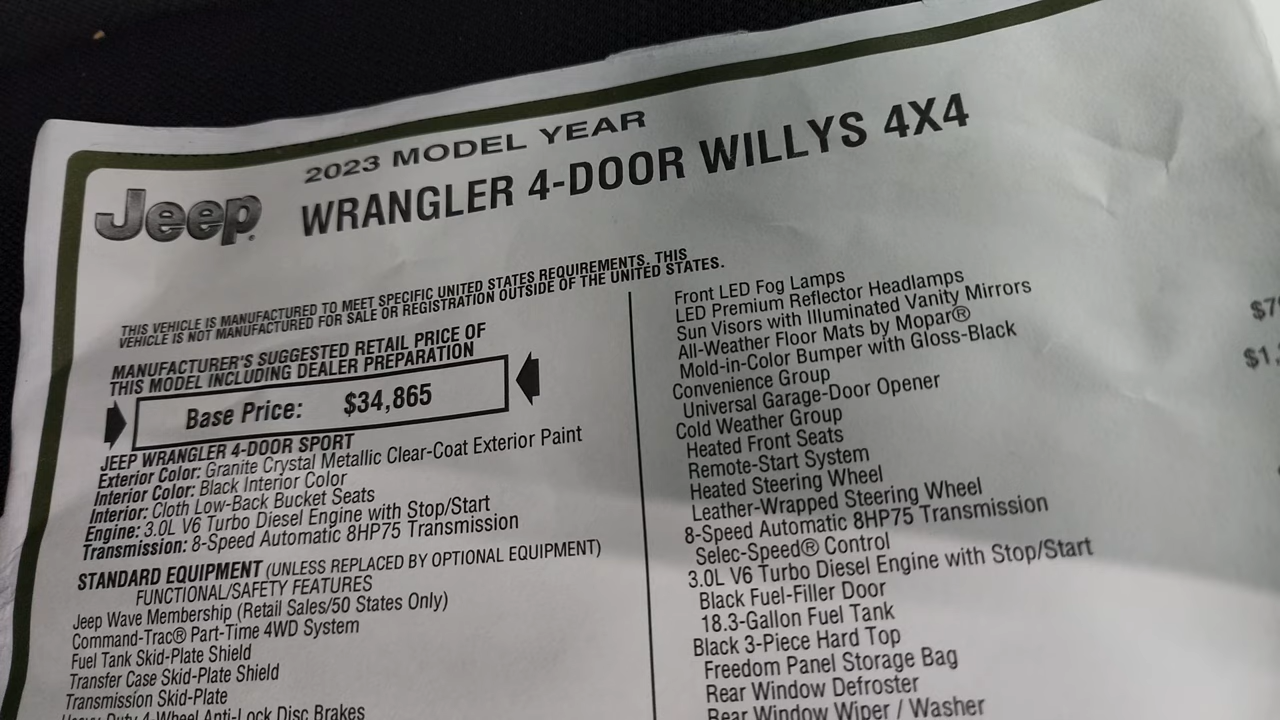 2023 MODEL YEAR
Jeep
WRANGLER 4-DOOR WILLYS 4X4
THIS VEHICLE IS MANUFACTURED TO MEET SPECIFIC UNITED STATES REQUIREMENTS. THIS
VEHICLE IS NOT MANUFACTURED FOR SALE OR REGISTRATION OUTSIDE OF THE UNITED STATES.
MANUFACTURER'S SUGGESTED RETAIL PRICE OF
THIS MODEL INCLUDING DEALER PREPARATION
Base Price: $34,865
JEEP WRANGLER 4-DOOR SPORT
Exterior Color: Granite Crystal Metallic Clear-Coat Exterior Paint
Interior Color: Black Interior Color
Interior: Cloth Low-Back Bucket Seats
Engine: 3.0L V6 Turbo Diesel Engine with Stop/Start
Transmission: 8-Speed Automatic 8HP75 Transmission
STANDARD EQUIPMENT (UNLESS REPLACED BY OPTIONAL EQUIPMENT)
FUNCTIONAL/SAFETY FEATURES
Jeep Wave Membership (Retail Sales/50 States Only)
Command-Trac® Part-Time 4WD System
Fuel Tank Skid-Plate Shield
Transfer Case Skid-Plate Shield
Transmission Skid-Plate
Heavy Duty 4-Wheel Anti-Lock Disc Brakes
Front LED Fog Lamps
LED Premium Reflector Headlamps
Sun Visors with Illuminated Vanity Mirrors
All-Weather Floor Mats by Mopar®
Mold-in-Color Bumper with Gloss-Black
Convenience Group
Universal Garage-Door Opener
Cold Weather Group
Heated Front Seats
Remote-Start System
Heated Steering Wheel
Leather-Wrapped Steering Wheel
8-Speed Automatic 8HP75 Transmission
Selec-Speed® Control
3.0L V6 Turbo Diesel Engine with Stop/Start
Black Fuel-Filler Door
18.3-Gallon Fuel Tank
Black 3-Piece Hard Top
Freedom Panel Storage Bag
Rear Window Defroster
Rear Window Wiper / Washer